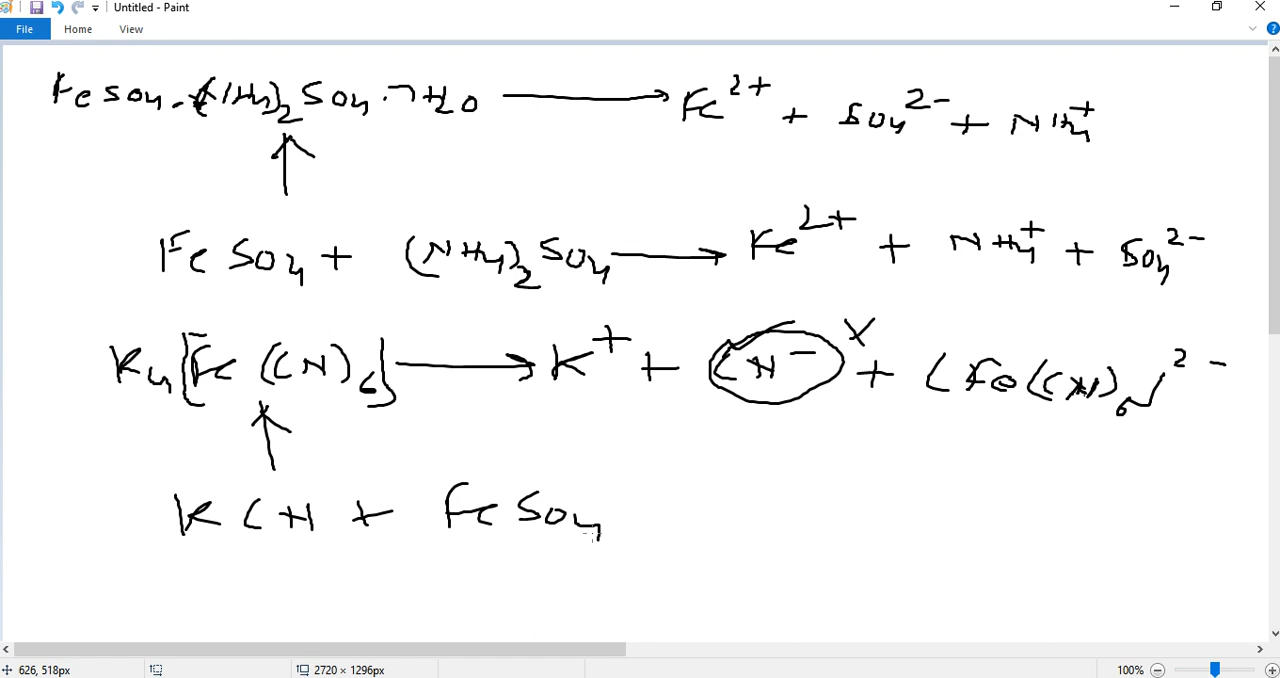 Untitled - Paint
File Home View
FeSO4.(NH4)2SO4.7H2O → Fe2+ + SO42- + NH4+
↑
FeSO4 + (NH4)2SO4 → Fe2+ + NH4+ + SO42-
K4[Fe(CN)6] → K+ + CN- X + (Fe(CN)6]2-
↑
KCN + FeSO4
626, 518px 2720 × 1296px 100%